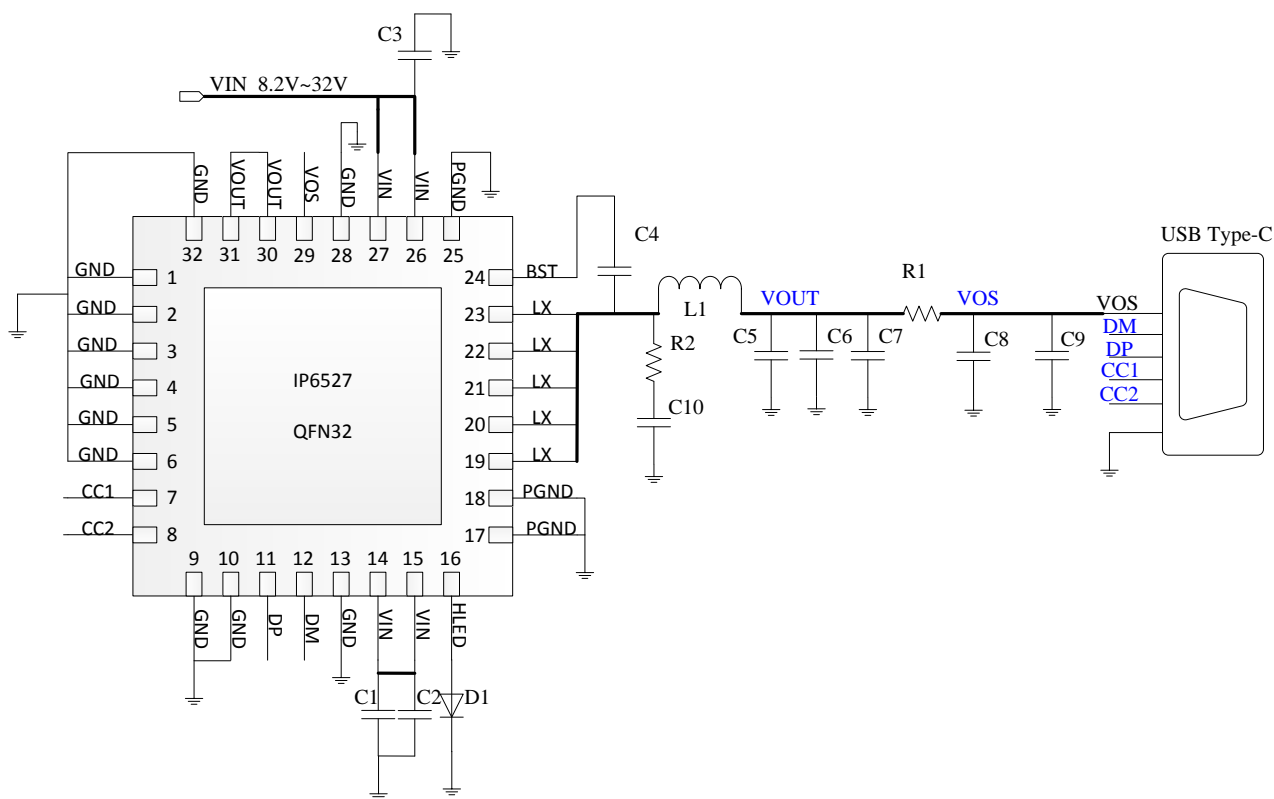 C3
VIN 8.2V~32V
GND
VOUT
VOUT
VOS
GND
VIN
VIN
PGND
32
31
30
29
28
27
26
25
GND 1
GND 2
GND 3
GND 4
GND 5
GND 6
CC1 7
CC2 8
IP6527
QFN32
24 BST
23 LX
22 LX
21 LX
20 LX
19 LX
18 PGND
17 PGND
9
10
11
12
13
14
15
16
GND
GND
DP
DM
GND
VIN
VIN
HLED
C1
C2
D1
C4
L1
R2
C10
VOUT
C5
C6
C7
R1
VOS
C8
C9
USB Type-C
VOS
DM
DP
CC1
CC2